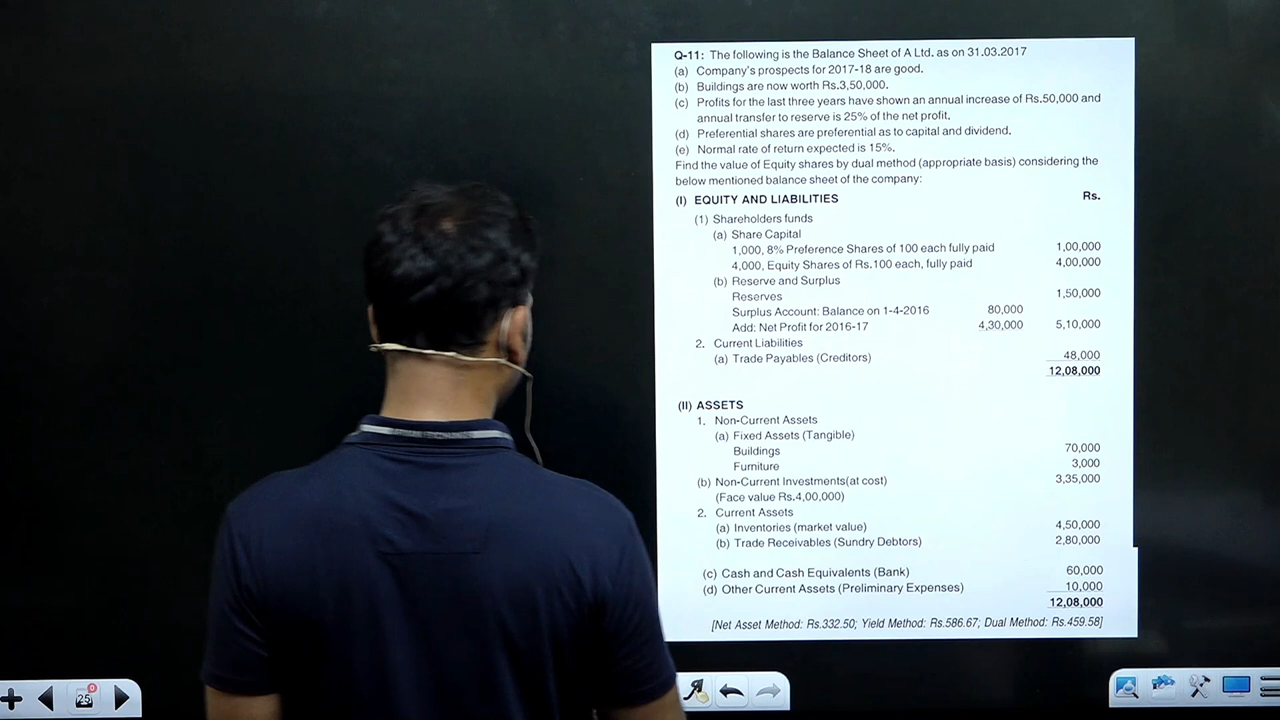 Q-11: The following is the Balance Sheet of A Ltd. as on 31.03.2017
(a) Company's prospects for 2017-18 are good.
(b) Buildings are now worth Rs.3,50,000.
(c) Profits for the last three years have shown an annual increase of Rs.50,000 and
annual transfer to reserve is 25% of the net profit.
(d) Preferential shares are preferential as to capital and dividend.
(e) Normal rate of return expected is 15%.
Find the value of Equity shares by dual method (appropriate basis) considering the
below mentioned balance sheet of the company:
(I) EQUITY AND LIABILITIES Rs.
(1) Shareholders funds
(a) Share Capital
1,000, 8% Preference Shares of 100 each fully paid 1,00,000
4,000, Equity Shares of Rs.100 each, fully paid 4,00,000
(b) Reserve and Surplus
Reserves 1,50,000
Surplus Account: Balance on 1-4-2016 80,000
Add: Net Profit for 2016-17 4,30,000 5,10,000
2. Current Liabilities
(a) Trade Payables (Creditors) 48,000
12,08,000
(II) ASSETS
1. Non-Current Assets
(a) Fixed Assets (Tangible)
Buildings 70,000
Furniture 3,000
(b) Non-Current Investments(at cost) 3,35,000
(Face value Rs.4,00,000)
2. Current Assets
(a) Inventories (market value) 4,50,000
(b) Trade Receivables (Sundry Debtors) 2,80,000
(c) Cash and Cash Equivalents (Bank) 60,000
(d) Other Current Assets (Preliminary Expenses) 10,000
12,08,000
[Net Asset Method: Rs.332.50; Yield Method: Rs.586.67; Dual Method: Rs.459.58]
25
0